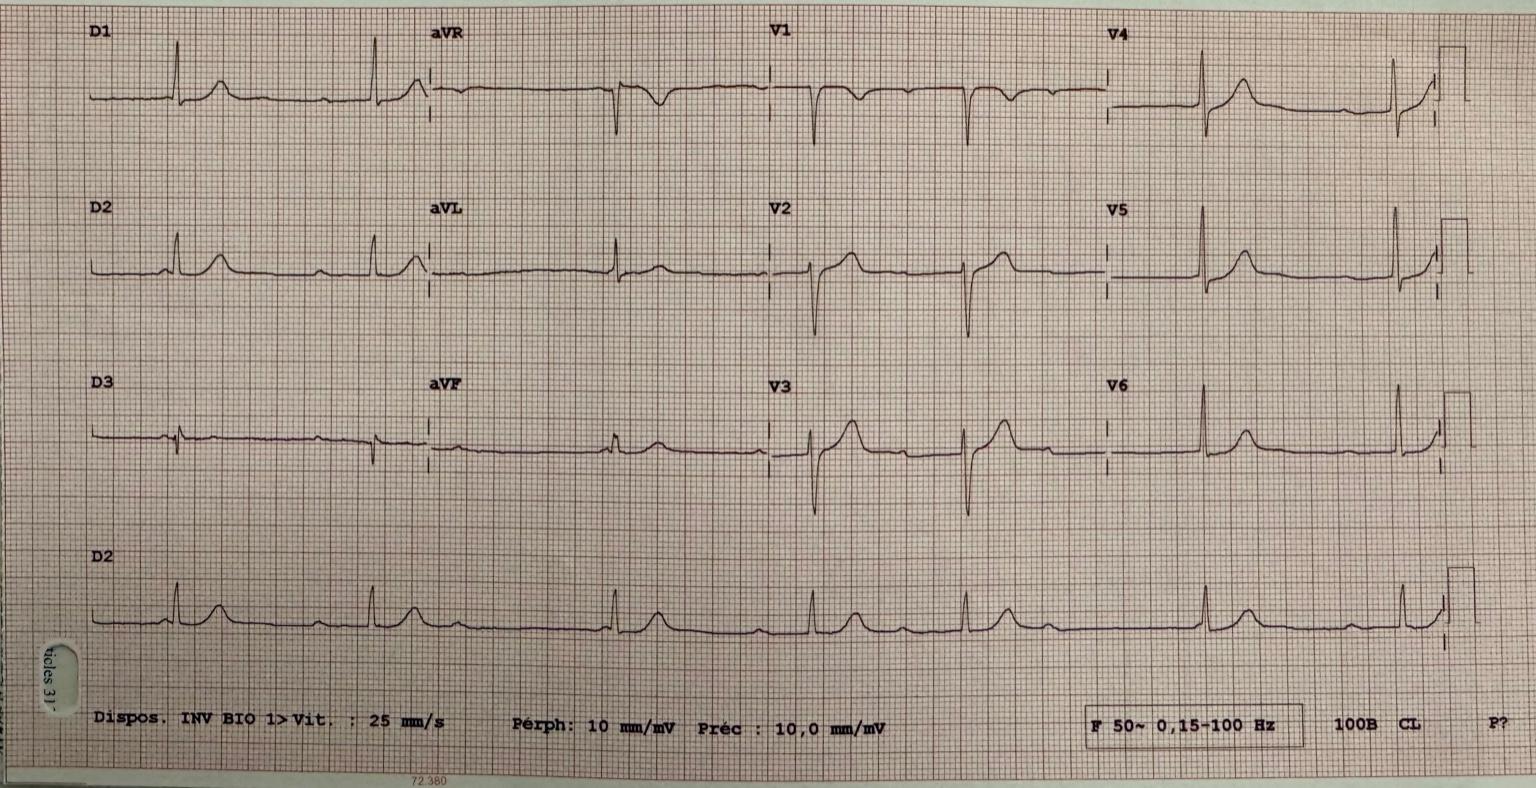 D1 aVR V1 V4
D2 aVL V2 V5
D3 aVF V3 V6
D2
ticles 31
Dispos. INV BIO 1> Vit. : 25 mm/s Périph: 10 mm/mV Préc : 10,0 mm/mV F 50~ 0,15-100 Hz 100B CL P?
72.380